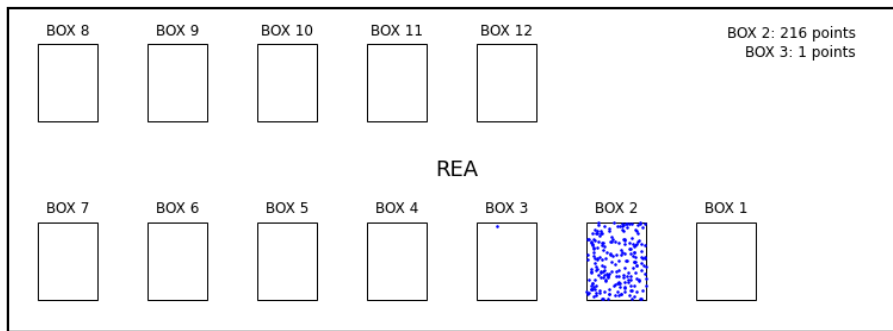 BOX 8 BOX 9 BOX 10 BOX 11 BOX 12
BOX 2: 216 points
BOX 3: 1 points
REA
BOX 7 BOX 6 BOX 5 BOX 4 BOX 3 BOX 2 BOX 1